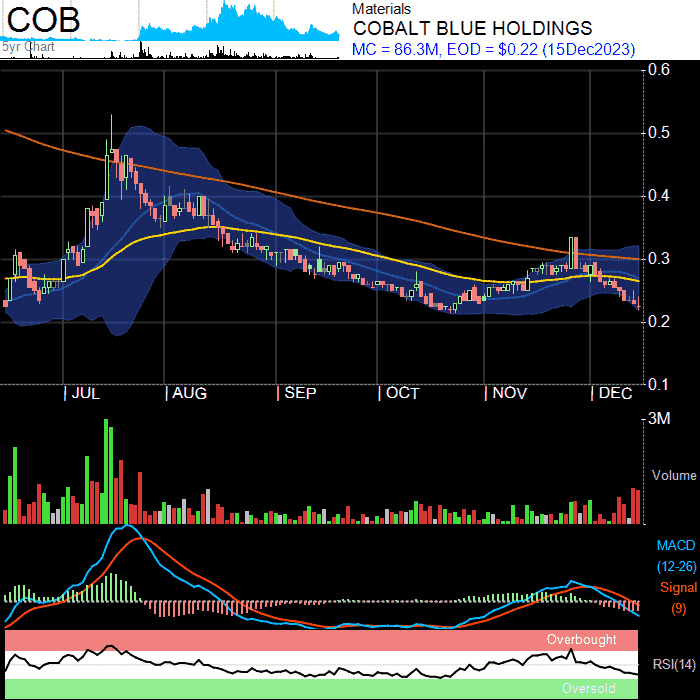 COB
5yr Chart
Materials
COBALT BLUE HOLDINGS
MC = 86.3M, EOD = $0.22 (15Dec2023)
0.6
0.5
0.4
0.3
0.2
0.1
JUL AUG SEP OCT NOV DEC
3M
Volume
MACD
(12-26)
Signal
(9)
Overbought
RSI(14)
Oversold